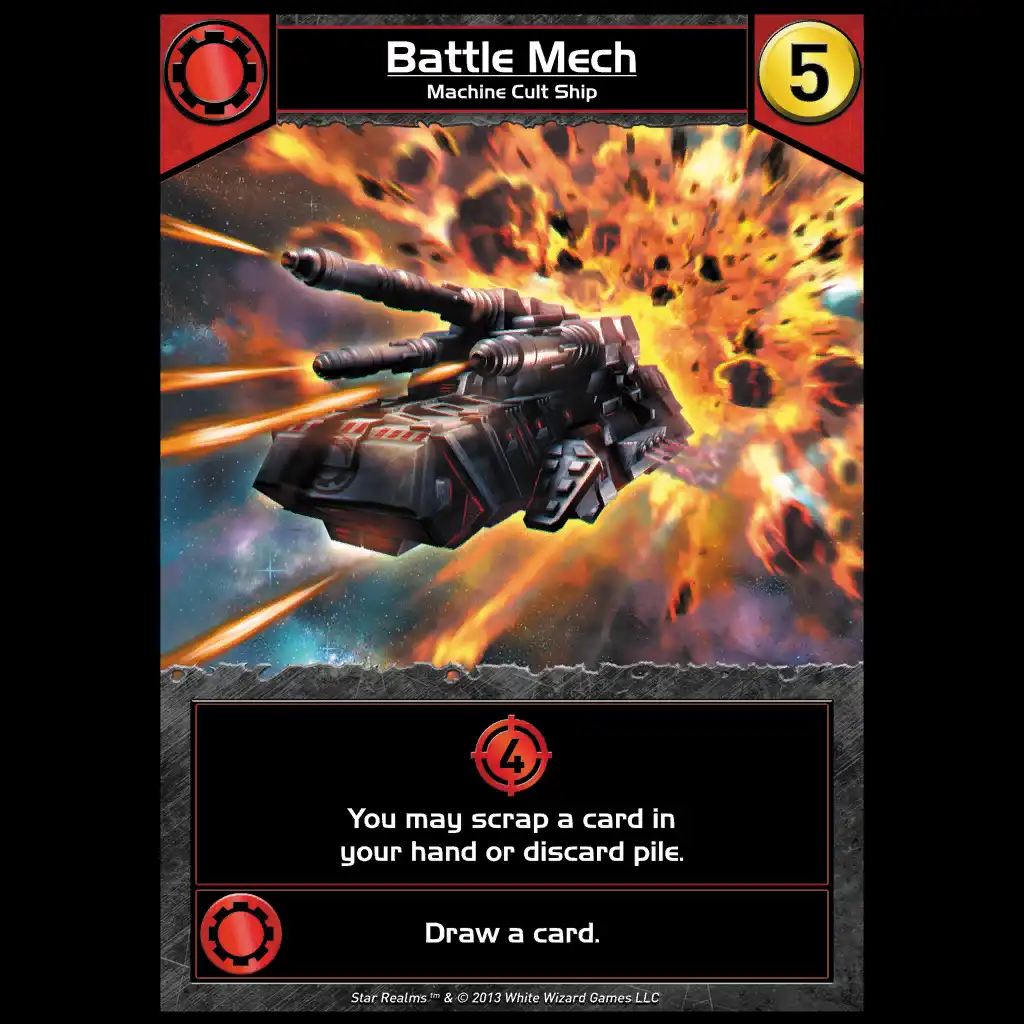 Battle Mech
Machine Cult Ship
5
4
You may scrap a card in
your hand or discard pile.
Draw a card.
Star Realms™ & © 2013 White Wizard Games LLC